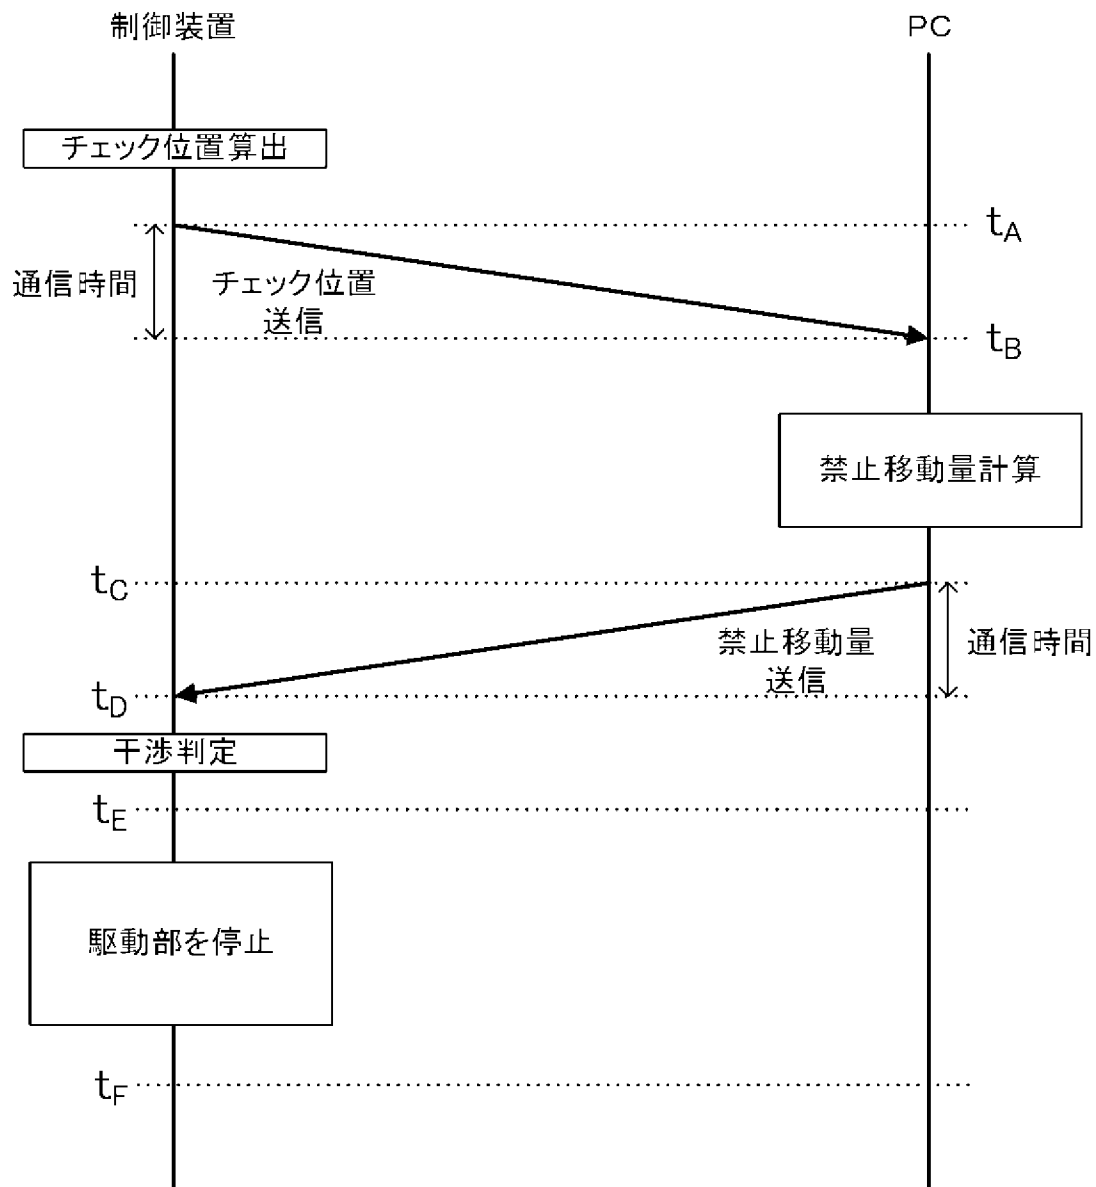 制御装置
PC
チェック位置算出
tA
通信時間
チェック位置
送信
tB
禁止移動量計算
tC
禁止移動量
送信
通信時間
tD
干渉判定
tE
駆動部を停止
tF